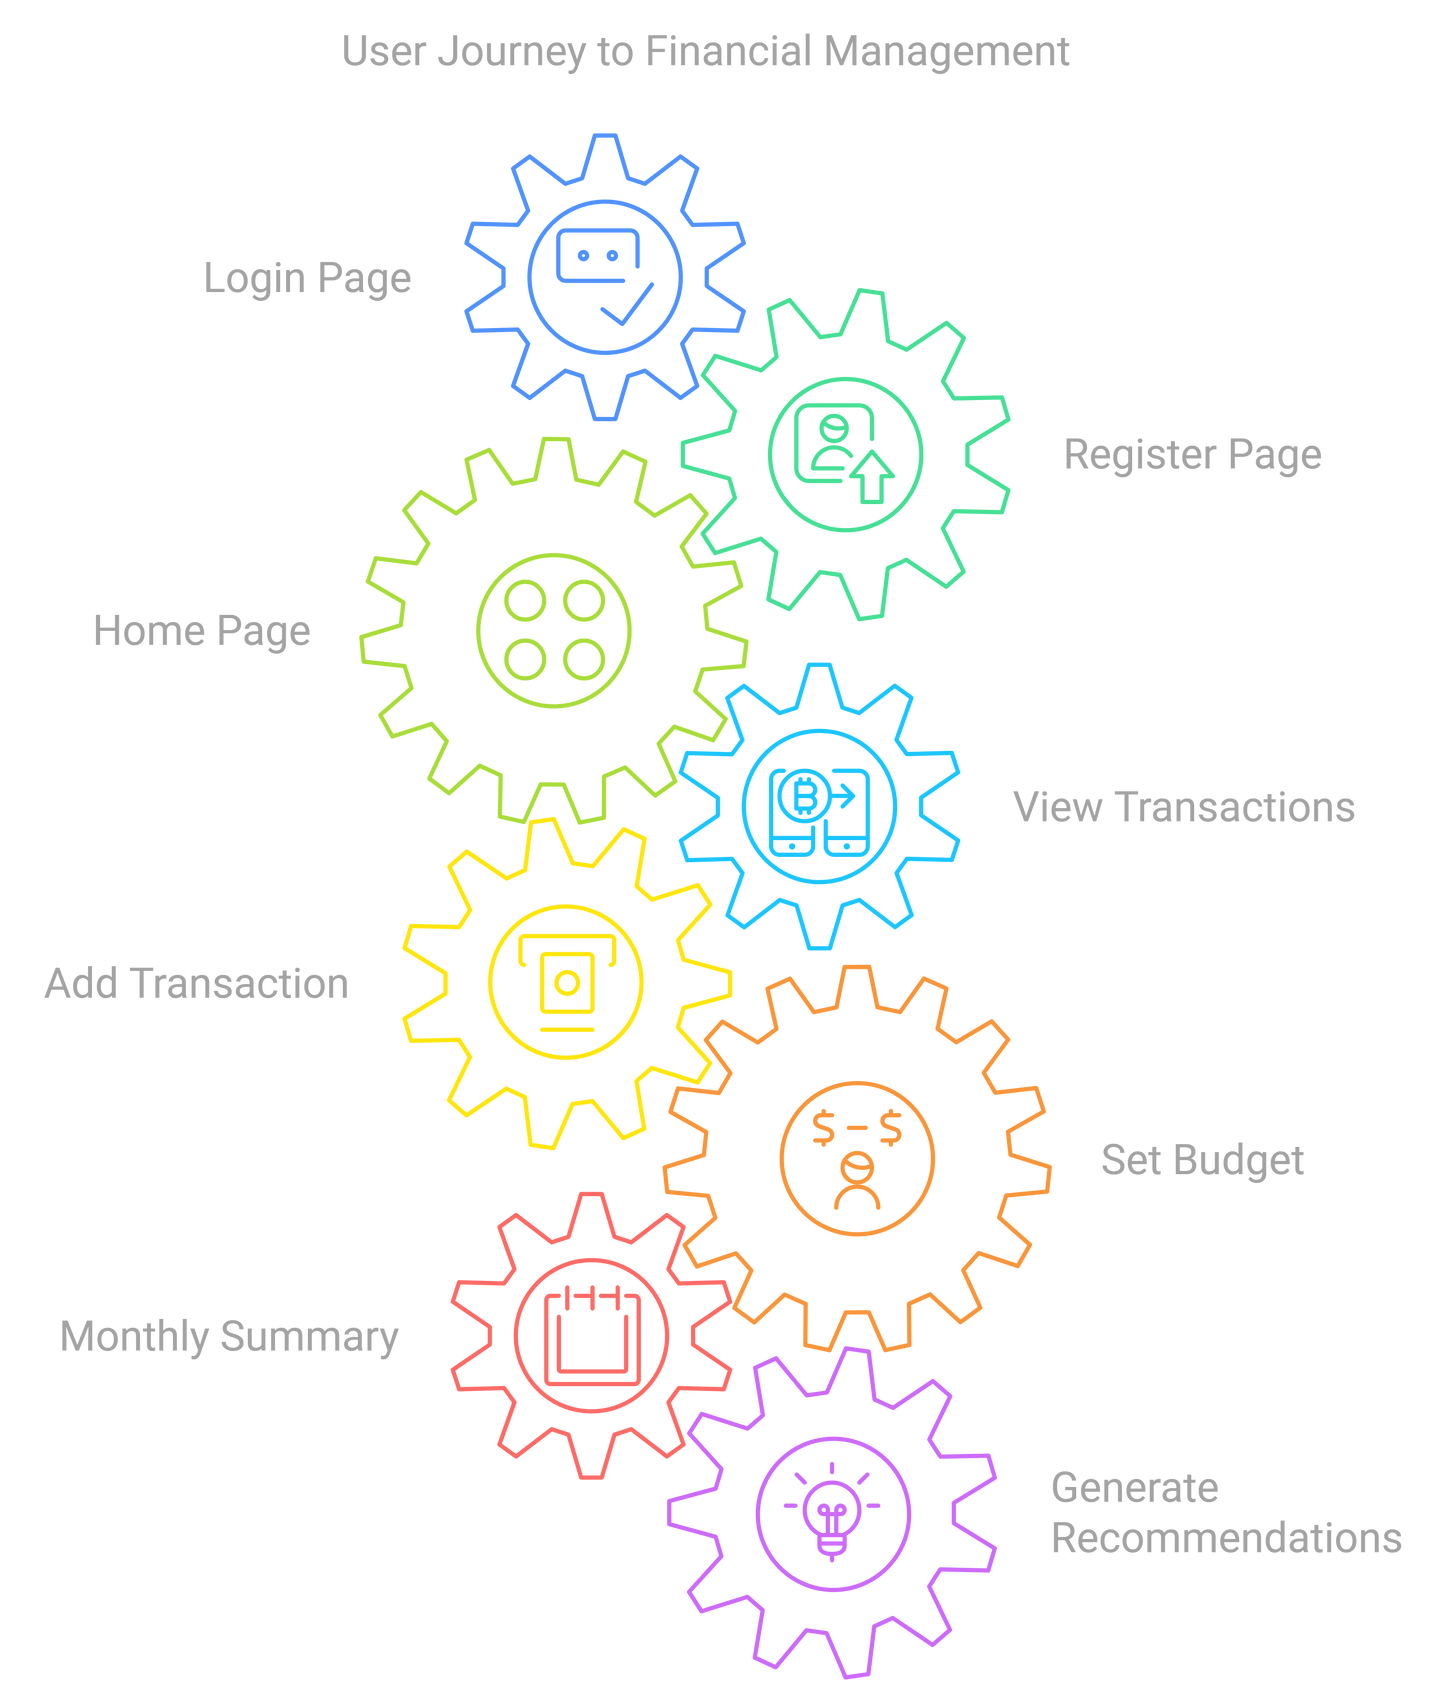 User Journey to Financial Management
Login Page
Register Page
Home Page
View Transactions
Add Transaction
$ - $
Set Budget
Monthly Summary
Generate
Recommendations